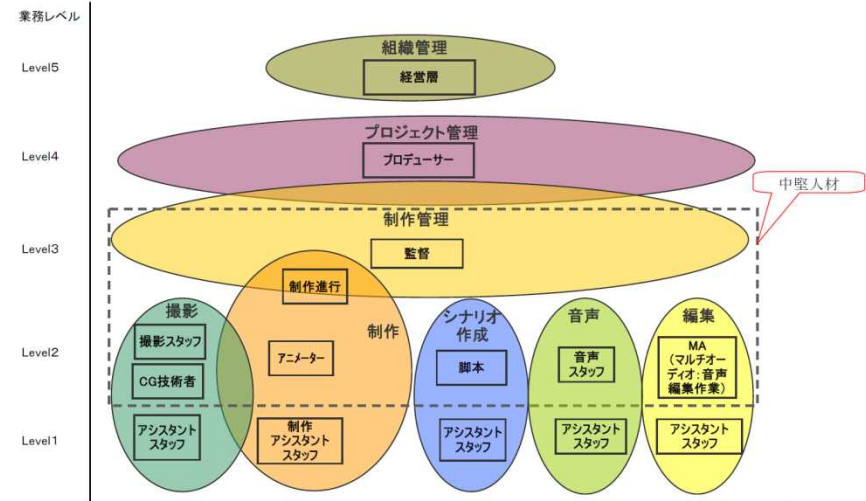 業務レベル
組織管理
Level5
経営層
プロジェクト管理
Level4
プロデューサー
中堅人材
制作管理
Level3
監督
制作進行
撮影
制作
シナリオ
作成
音声
編集
撮影スタッフ
Level2
アニメーター
脚本
音声
スタッフ
MA
(マルチオー
ディオ:音声
編集作業)
CG技術者
Level1
アシスタント
スタッフ
制作
アシスタント
スタッフ
アシスタント
スタッフ
アシスタント
スタッフ
アシスタント
スタッフ